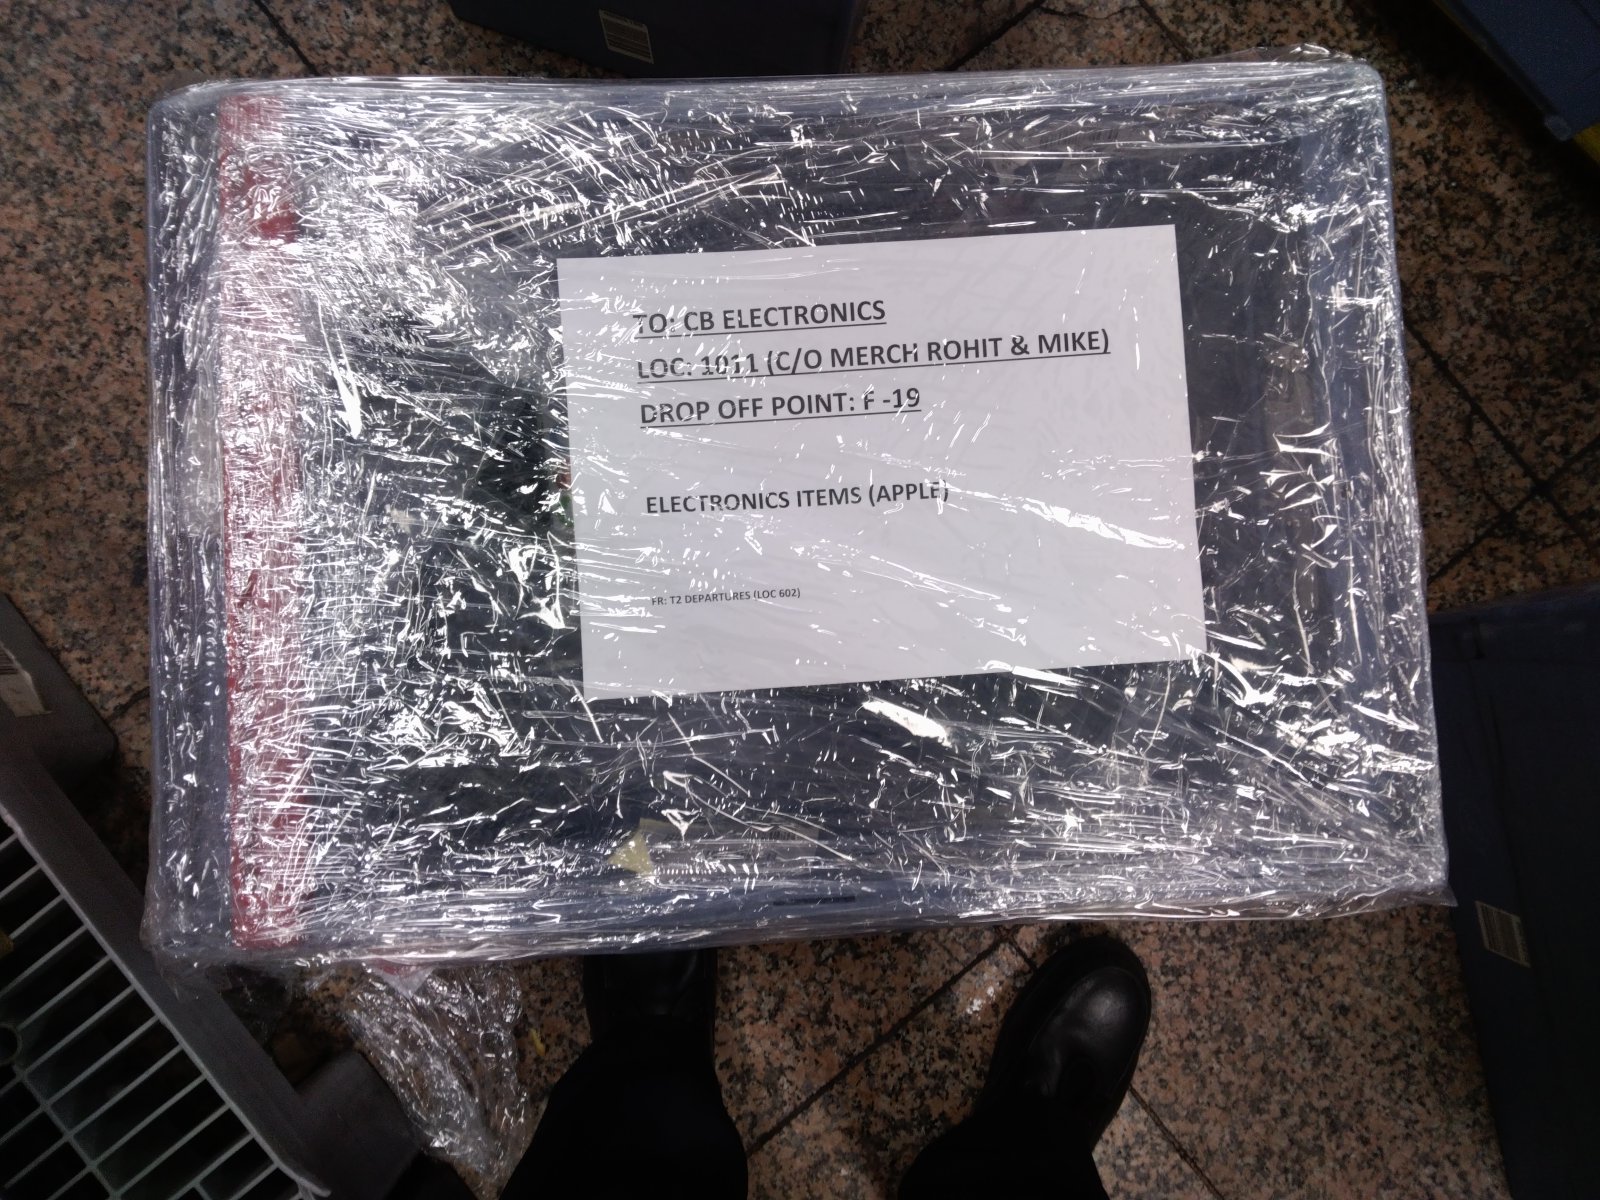 TO: CB ELECTRONICS
LOC: 1011 (C/O MERCH ROHIT & MIKE)
DROP OFF POINT: F -19
ELECTRONICS ITEMS (APPLE)
FR: T2 DEPARTURES (LOC 602)